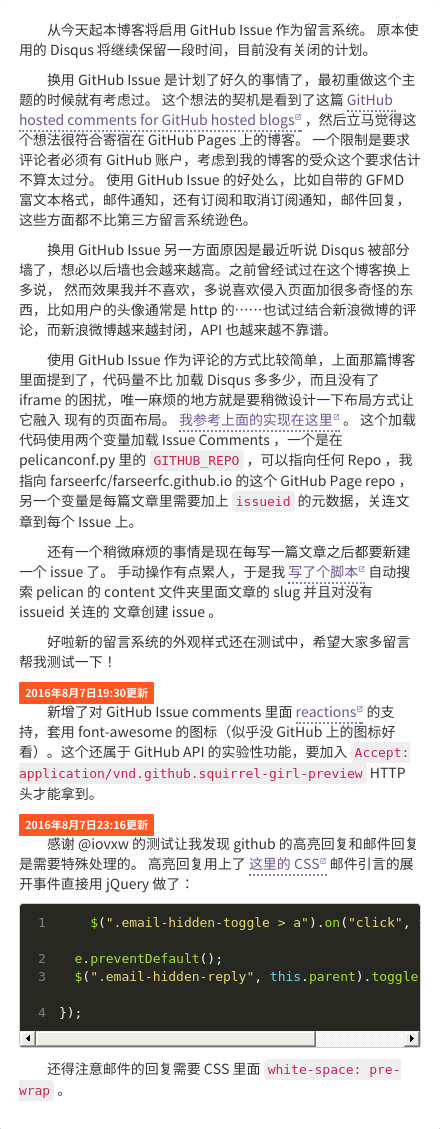 从今天起本博客将启用 GitHub Issue 作为留言系统。 原本使
用的 Disqus 将继续保留一段时间，目前没有关闭的计划。
换用 GitHub Issue 是计划了好久的事情了，最初重做这个主
题的时候就有考虑过。 这个想法的契机是看到了这篇 GitHub
hosted comments for GitHub hosted blogs ，然后立马觉得这
个想法很符合寄宿在 GitHub Pages 上的博客。 一个限制是要求
评论者必须有 GitHub 账户，考虑到我的博客的受众这个要求估计
不算太过分。 使用 GitHub Issue 的好处么，比如自带的 GFMD
富文本格式，邮件通知，还有订阅和取消订阅通知，邮件回复，
这些方面都不比第三方留言系统逊色。
换用 GitHub Issue 另一方面原因是最近听说 Disqus 被部分
墙了，想必以后墙也会越来越高。之前曾经试过在这个博客换上
多说， 然而效果我并不喜欢，多说喜欢侵入页面加很多奇怪的东
西，比如用户的头像通常是 http 的……也试过结合新浪微博的评
论，而新浪微博越来越封闭，API 也越来越不靠谱。
使用 GitHub Issue 作为评论的方式比较简单，上面那篇博客
里面提到了，代码量不比 加载 Disqus 多多少，而且没有了
iframe 的困扰，唯一麻烦的地方就是要稍微设计一下布局方式让
它融入 现有的页面布局。 我参考上面的实现在这里 。 这个加载
代码使用两个变量加载 Issue Comments ，一个是在
pelicanconf.py 里的 GITHUB_REPO ，可以指向任何 Repo ，我
指向 farseerfc/farseerfc.github.io 的这个 GitHub Page repo ，
另一个变量是每篇文章里需要加上 issueid 的元数据，关连文
章到每个 Issue 上。
还有一个稍微麻烦的事情是现在每写一篇文章之后都要新建
一个 issue 了。 手动操作有点累人，于是我 写了个脚本 自动搜
索 pelican 的 content 文件夹里面文章的 slug 并且对没有
issueid 关连的 文章创建 issue 。
好啦新的留言系统的外观样式还在测试中，希望大家多留言
帮我测试一下！
2016年8月7日19:30更新
新增了对 GitHub Issue comments 里面 reactions 的支
持，套用 font-awesome 的图标（似乎没 GitHub 上的图标好
看）。这个还属于 GitHub API 的实验性功能，要加入 Accept:
application/vnd.github.squirrel-girl-preview HTTP
头才能拿到。
2016年8月7日23:16更新
感谢 @iovxw 的测试让我发现 github 的高亮回复和邮件回复
是需要特殊处理的。 高亮回复用上了 这里的 CSS 邮件引言的展
开事件直接用 jQuery 做了：
1 $(".email-hidden-toggle > a").on("click",
2 e.preventDefault();
3 $(".email-hidden-reply", this.parent).toggle
4 });
还得注意邮件的回复需要 CSS 里面 white-space: pre-
wrap 。